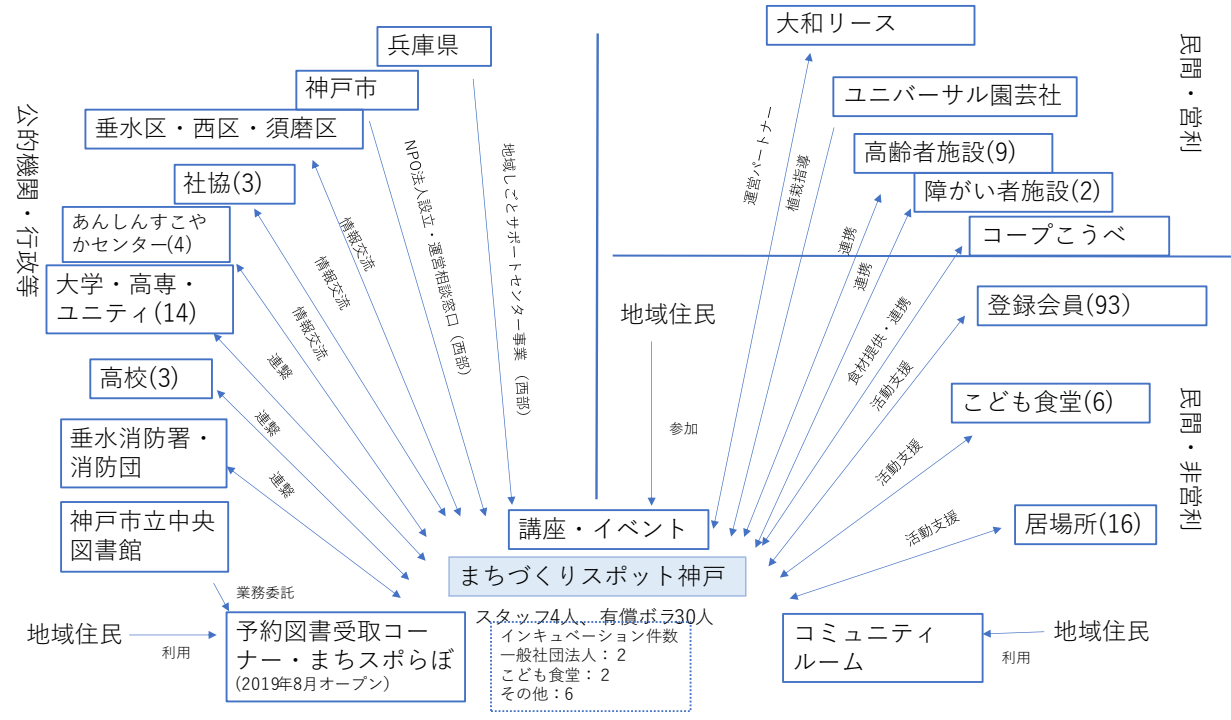 兵庫県
神戸市
垂水区・西区・須磨区
社協(3)
あんしんすこや
かセンター(4)
大学・高専・
ユニティ(14)
高校(3)
垂水消防署・
消防団
神戸市立中央
図書館
公的機関・行政等
地域しごとサポートセンター事業（西部）
NPO法人設立・運営相談窓口（西部）
情報交流
情報交流
情報交流
連繋
連繋
連繋
業務委託
地域住民
利用
予約図書受取コー
ナー・まちスポらぼ
(2019年8月オープン)
大和リース
ユニバーサル園芸社
高齢者施設(9)
障がい者施設(2)
コープこうべ
民間・営利
運営パートナー
植栽指導
連携
連携
食材提供・連携
地域住民
参加
登録会員(93)
こども食堂(6)
居場所(16)
民間・非営利
活動支援
活動支援
活動支援
講座・イベント
まちづくりスポット神戸
スタッフ4人、有償ボラ30人
インキュベーション件数
一般社団法人：2
こども食堂：2
その他：6
コミュニティ
ルーム
地域住民
利用